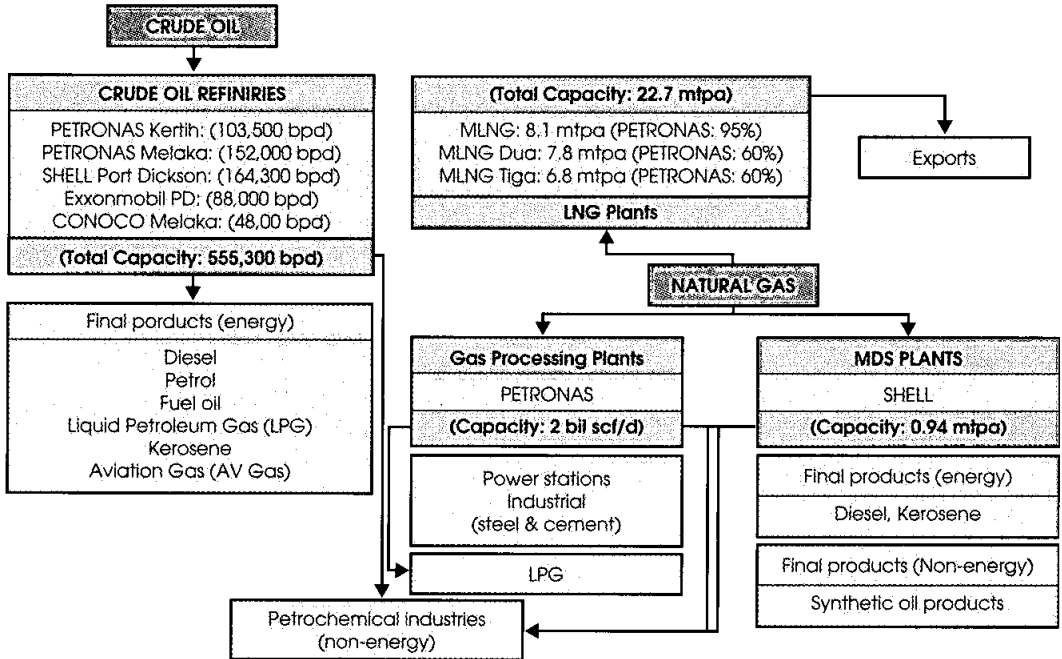 CRUDE OIL
CRUDE OIL REFINIRIES
PETRONAS Kertih: (103,500 bpd)
PETRONAS Melaka: (152,000 bpd)
SHELL Port Dickson: (164,300 bpd)
Exxonmobil PD: (88,000 bpd)
CONOCO Melaka: (48,00 bpd)
(Total Capacity: 555,300 bpd)
Final porducts (energy)
Diesel
Petrol
Fuel oil
Liquid Petroleum Gas (LPG)
Kerosene
Aviation Gas (AV Gas)
(Total Capacity: 22.7 mtpa)
MLNG: 8.1 mtpa (PETRONAS: 95%)
MLNG Dua: 7.8 mtpa (PETRONAS: 60%)
MLNG Tiga: 6.8 mtpa (PETRONAS: 60%)
LNG Plants
Exports
NATURAL GAS
Gas Processing Plants
PETRONAS
(Capacity: 2 bil scf/d)
Power stations
Industrial
(steel & cement)
LPG
MDS PLANTS
SHELL
(Capacity: 0.94 mtpa)
Final products (energy)
Diesel, Kerosene
Final products (Non-energy)
Synthetic oil products
Petrochemical industries
(non-energy)